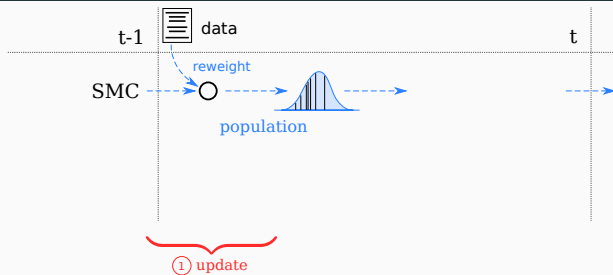 data
t-1
t
reweight
SMC
population
① update